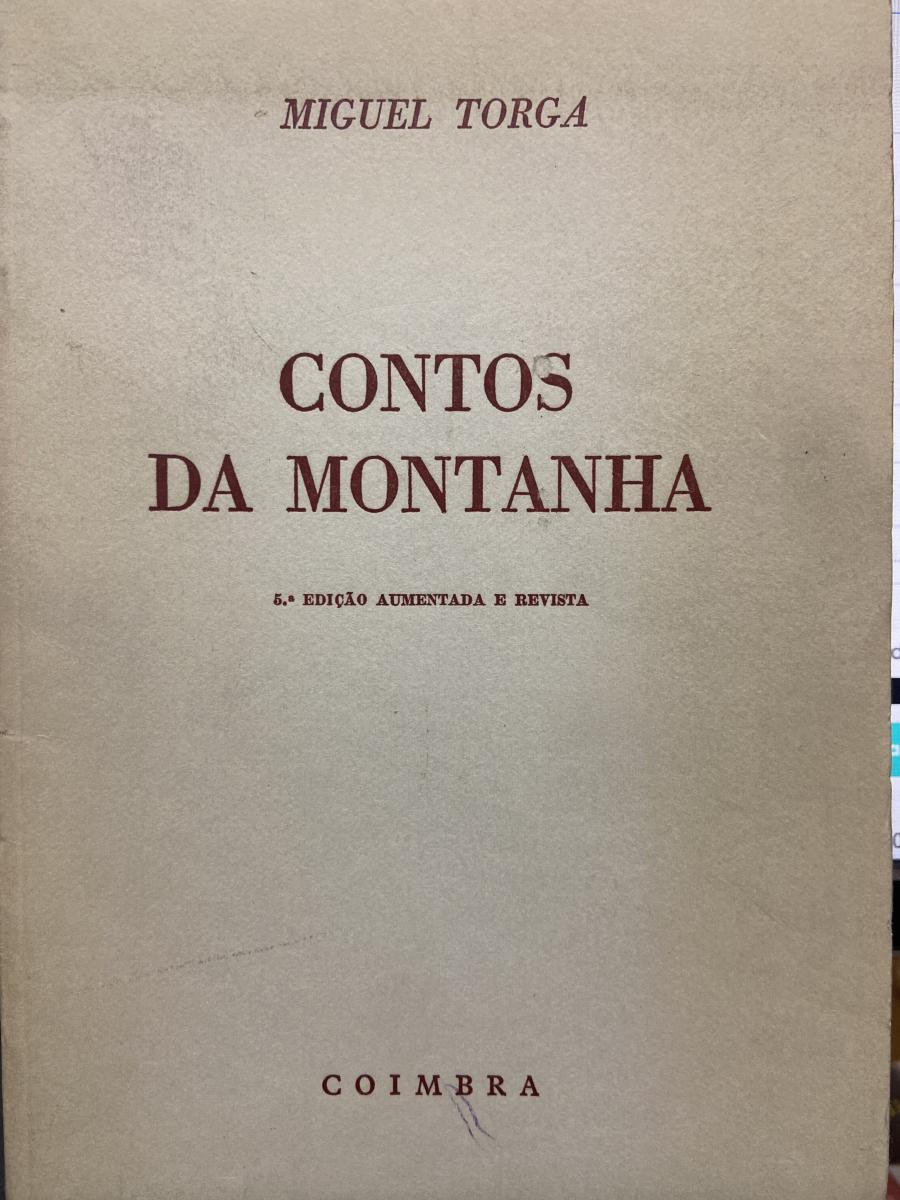 MIGUEL TORGA
CONTOS
DA MONTANHA
5.ª EDIÇÃO AUMENTADA E REVISTA
COIMBRA